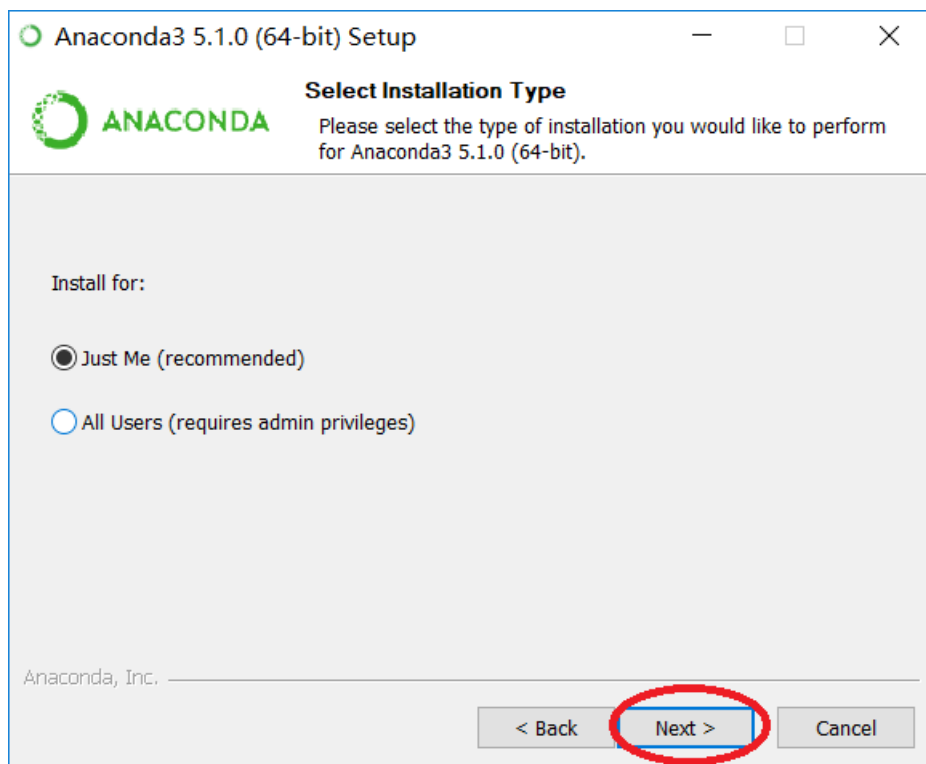 Anaconda3 5.1.0 (64-bit) Setup
ANACONDA
Select Installation Type
Please select the type of installation you would like to perform
for Anaconda3 5.1.0 (64-bit).
Install for:
Just Me (recommended)
All Users (requires admin privileges)
Anaconda, Inc.
< Back
Next >
Cancel